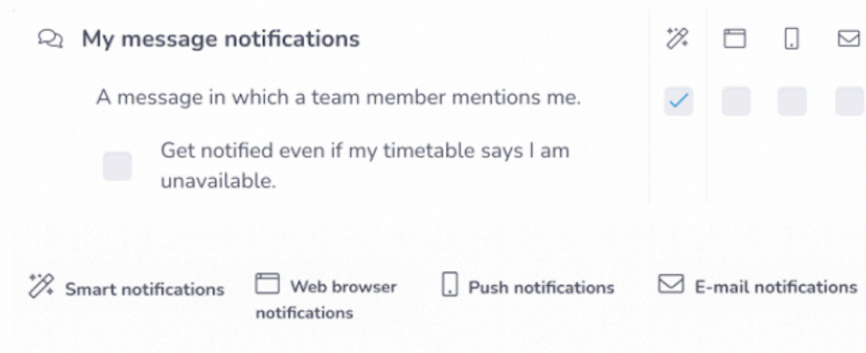 My message notifications
A message in which a team member mentions me.
Get notified even if my timetable says I am
unavailable.
Smart notifications
Web browser
notifications
Push notifications
E-mail notifications